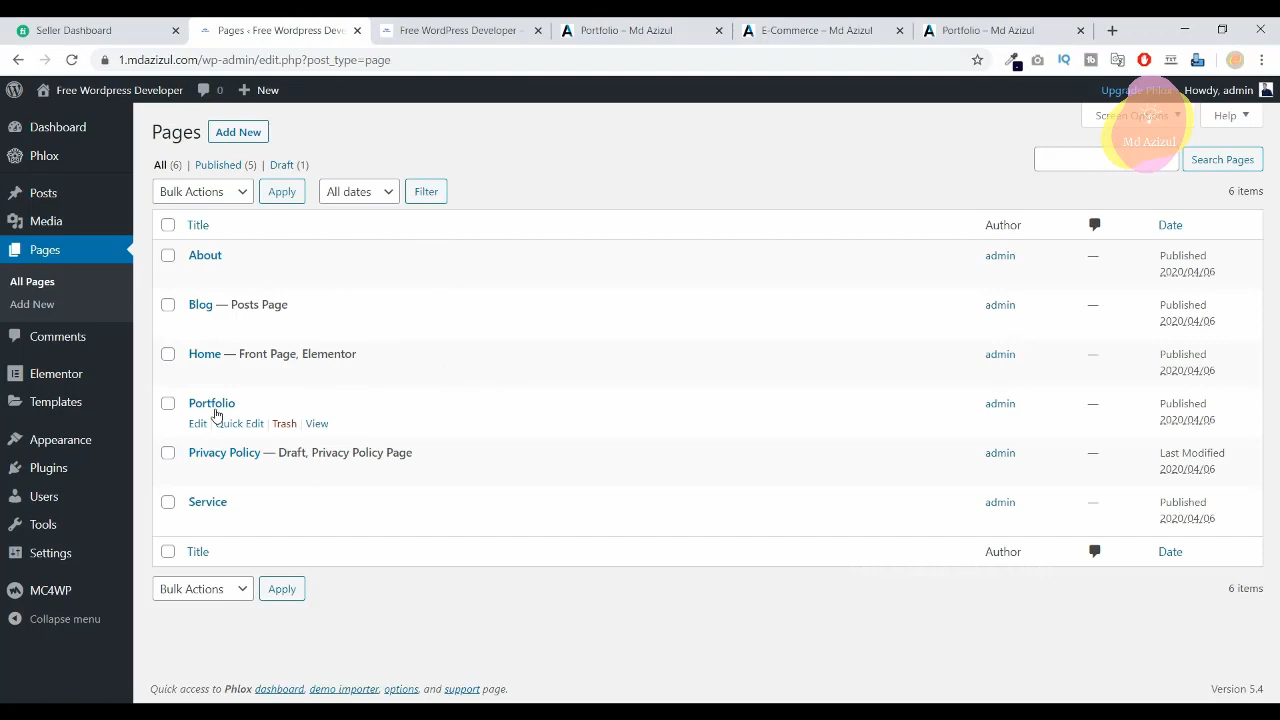 Seller Dashboard
Pages ‹ Free Wordpress Deve
Free WordPress Developer –
Portfolio – Md Azizul
E-Commerce – Md Azizul
Portfolio – Md Azizul
1.mdazizul.com/wp-admin/edit.php?post_type=page
Free Wordpress Developer 0 New
Upgrade Phlox Howdy, admin
Dashboard
Phlox
Posts
Media
Pages
All Pages
Add New
Comments
Elementor
Templates
Appearance
Plugins
Users
Tools
Settings
MC4WP
Collapse menu
Screen Options Help
Md Azizul
Pages Add New
All (6) | Published (5) | Draft (1)
Search Pages
Bulk Actions Apply All dates Filter
6 items
Title Author Date
About admin — Published
2020/04/06
Blog — Posts Page admin — Published
2020/04/06
Home — Front Page, Elementor admin — Published
2020/04/06
Portfolio admin — Published
2020/04/06
Edit | Quick Edit | Trash | View
Privacy Policy — Draft, Privacy Policy Page admin — Last Modified
2020/04/06
Service admin — Published
2020/04/06
Title Author Date
Bulk Actions Apply
6 items
Quick access to Phlox dashboard, demo importer, options, and support page.
Version 5.4